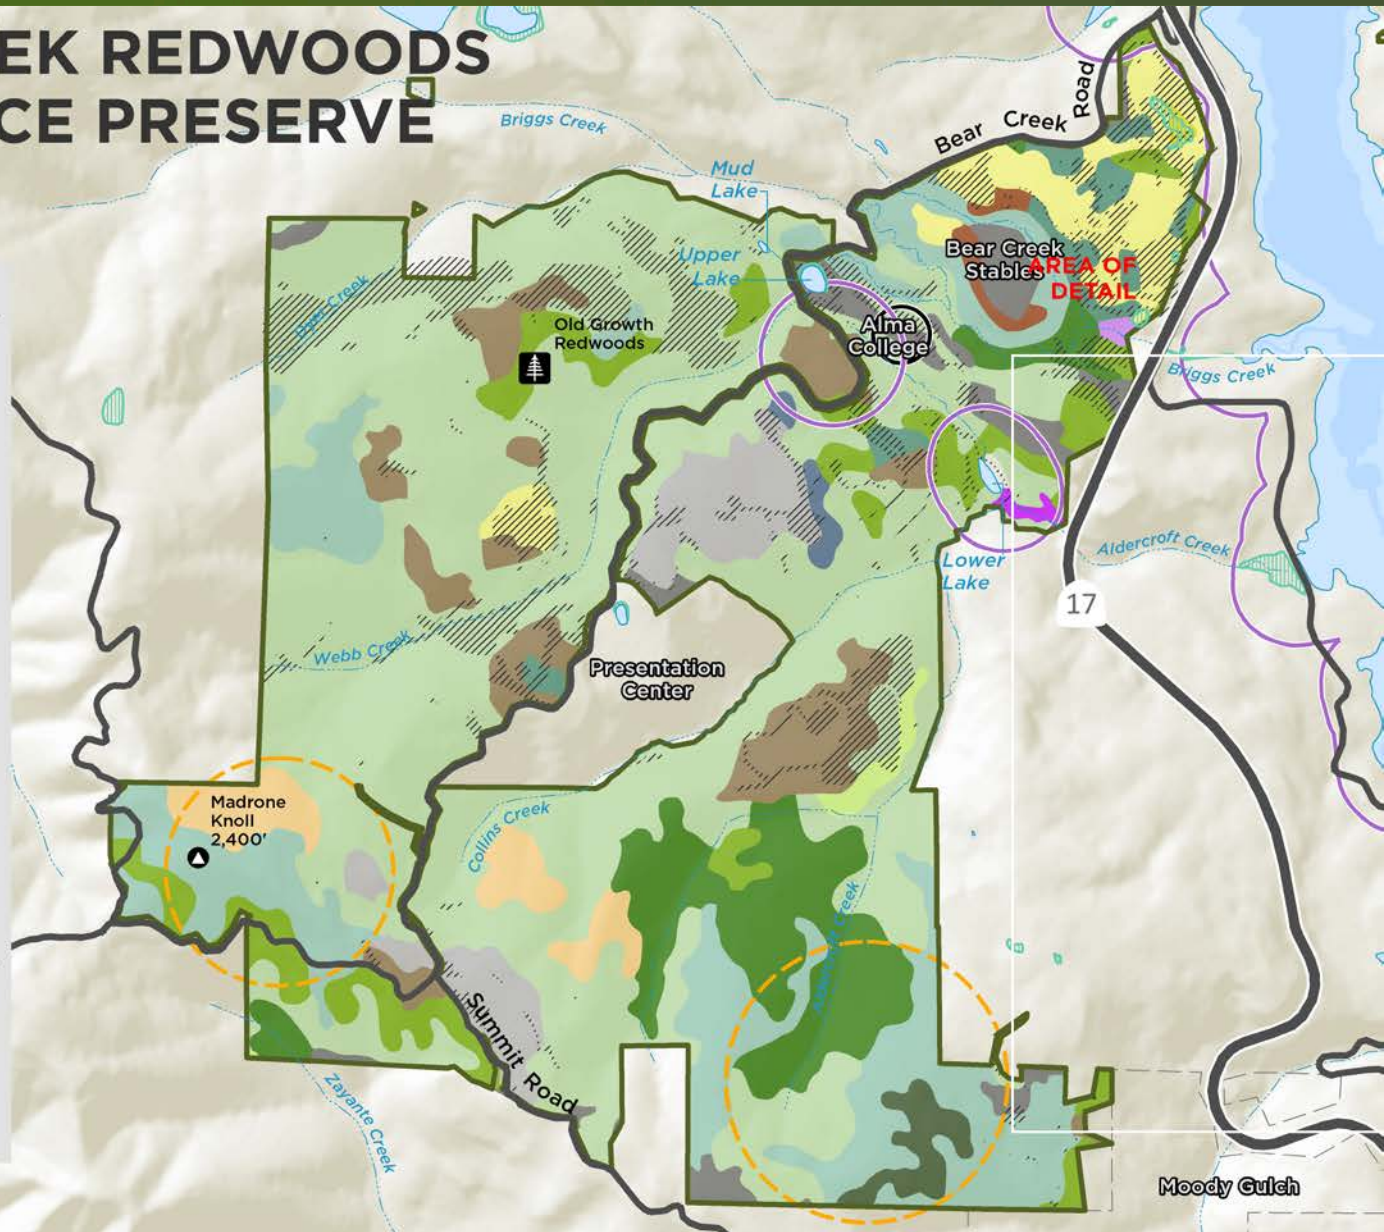 EK REDWOODS
CE PRESERVE
Briggs Creek
Bear Creek Road
Mud
Lake
Upper
Lake
Bear Creek
Stables
AREA OF
DETAIL
Old Growth
Redwoods
Alma
College
Briggs Creek
Aldercroft Creek
Lower
Lake
17
Webb Creek
Presentation
Center
Madrone
Knoll
2,400'
Collins Creek
Aldercroft Creek
Summit Road
Zayante Creek
Moody Gulch